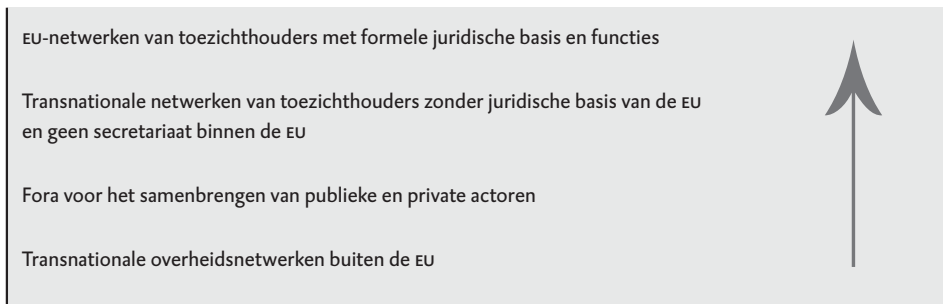 EU-netwerken van toezichthouders met formele juridische basis en functies
Transnationale netwerken van toezichthouders zonder juridische basis van de EU
en geen secretariaat binnen de EU
Fora voor het samenbrengen van publieke en private actoren
Transnationale overheidsnetwerken buiten de EU